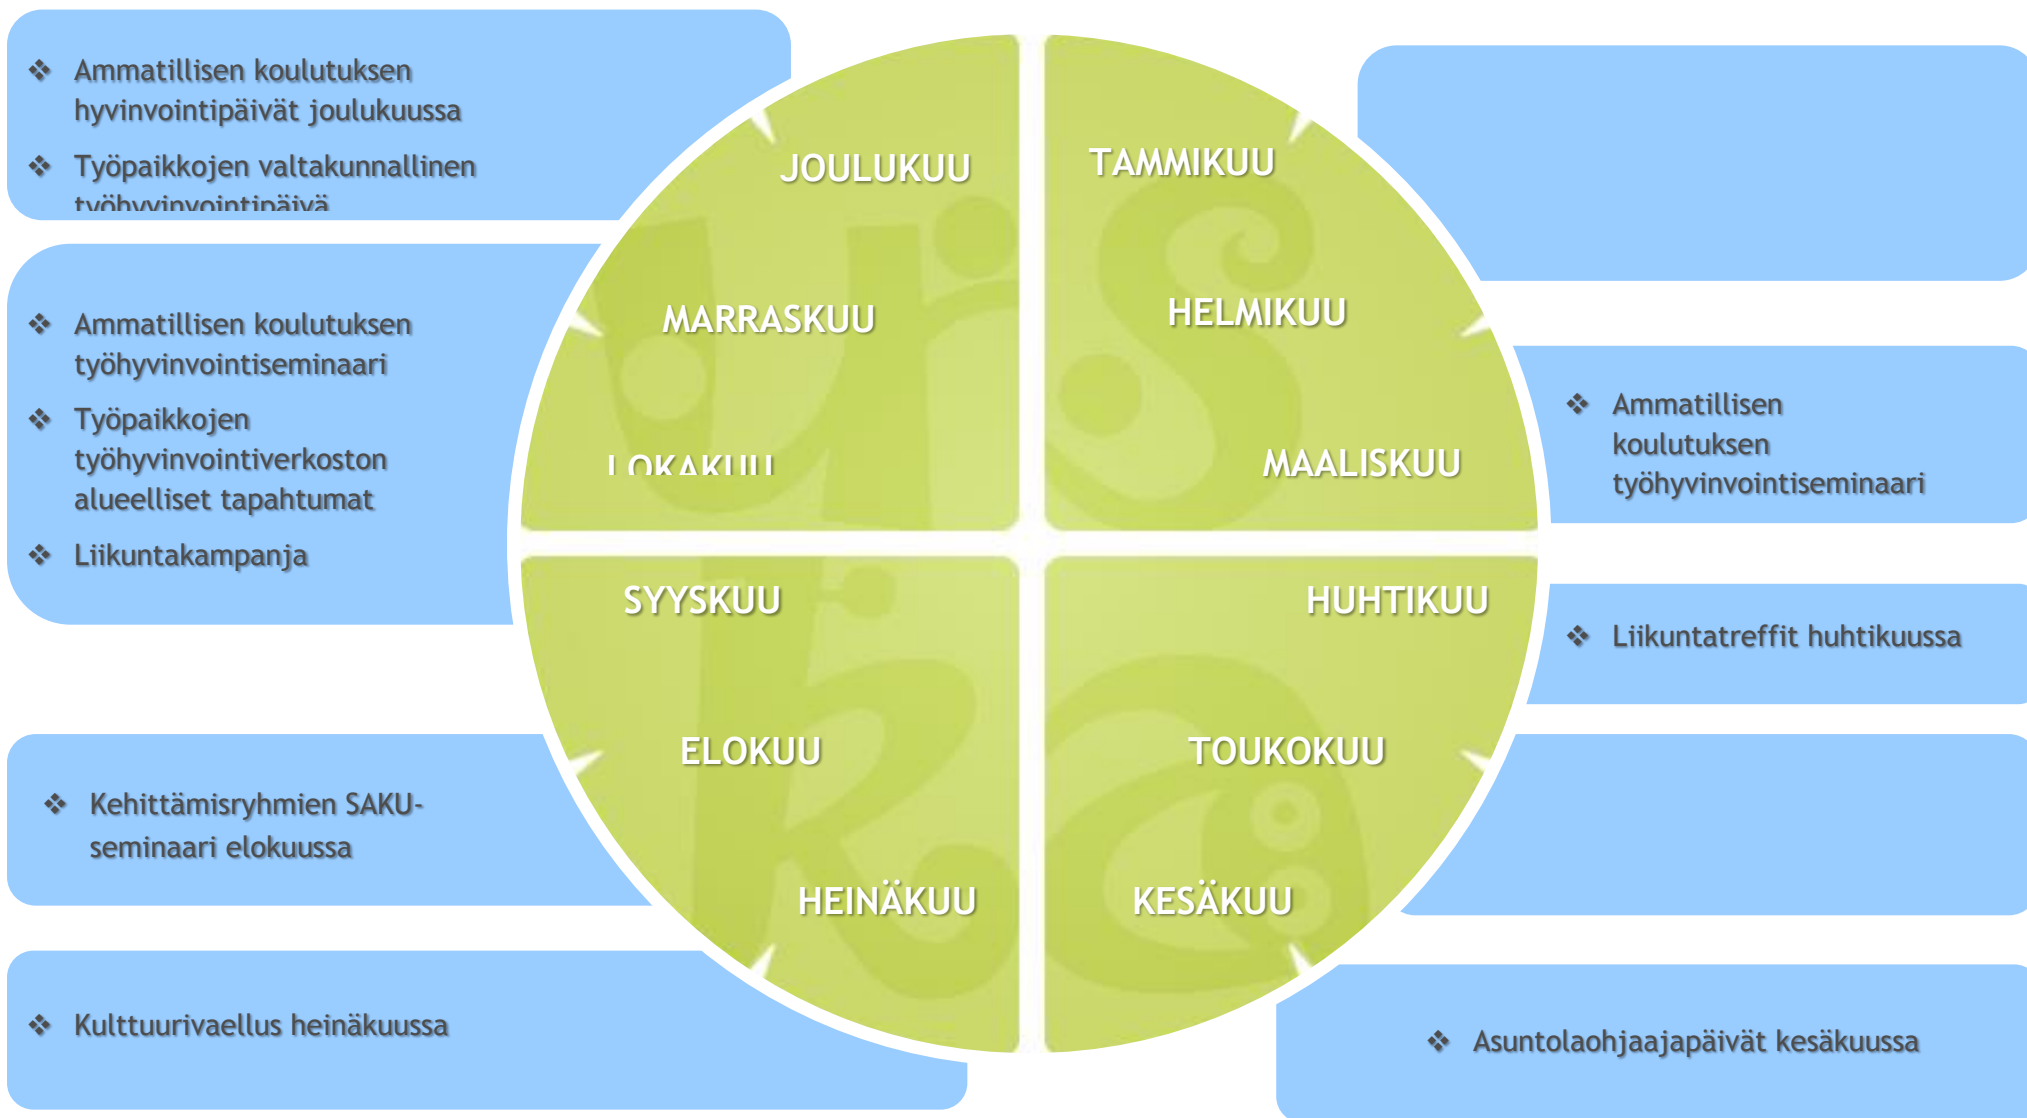 ❖ Ammatillisen koulutuksen
hyvinvointipäivät joulukuussa
❖ Työpaikkojen valtakunnallinen
työhyvinvointipäivä
❖ Ammatillisen koulutuksen
työhyvinvointiseminaari
❖ Työpaikkojen
työhyvinvointiverkoston
alueelliset tapahtumat
❖ Liikuntakampanja
❖ Kehittämisryhmien SAKU-
seminaari elokuussa
❖ Kulttuurivaellus heinäkuussa
JOULUKUU
MARRASKUU
LOKAKUU
SYYSKUU
ELOKUU
HEINÄKUU
TAMMIKUU
HELMIKUU
MAALISKUU
HUHTIKUU
TOUKOKUU
KESÄKUU
❖ Ammatillisen
koulutuksen
työhyvinvointiseminaari
❖ Liikuntatreffit huhtikuussa
❖ Asuntolaohjaajapäivät kesäkuussa